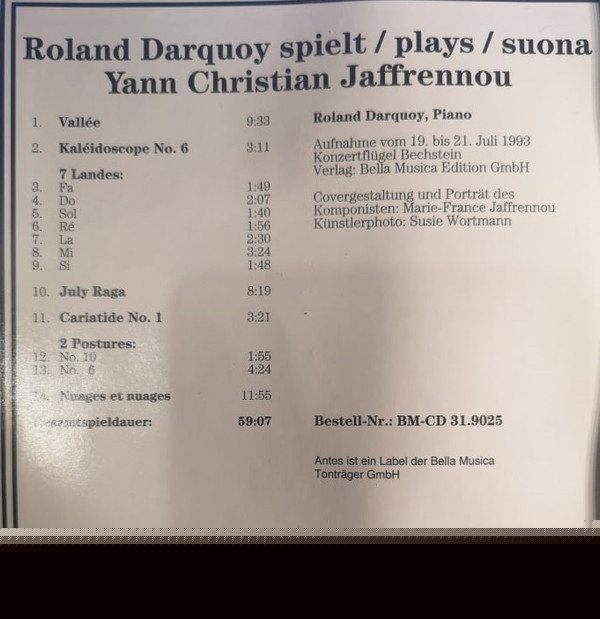 Roland Darquoy spielt / plays / suona
Yann Christian Jaffrennou
1. Vallée 9:33
2. Kaléidoscope No. 6 3:11
7 Landes:
3. Fa 1:49
4. Do 2:07
5. Sol 1:40
6. Ré 1:56
7. La 2:30
8. Mi 3:24
9. Si 1:48
10. July Raga 8:19
11. Cariatide No. 1 3:21
2 Postures:
12. No. 10 1:55
13. No. 6 4:24
14. Nuages et nuages 11:55
Gesamtspieldauer: 59:07
Roland Darquoy, Piano
Aufnahme vom 19. bis 21. Juli 1993
Konzertflügel Bechstein
Verlag: Bella Musica Edition GmbH
Covergestaltung und Porträt des
Komponisten: Marie-France Jaffrennou
Künstlerphoto: Susie Wortmann
Bestell-Nr.: BM-CD 31.9025
Antes ist ein Label der Bella Musica
Tonträger GmbH